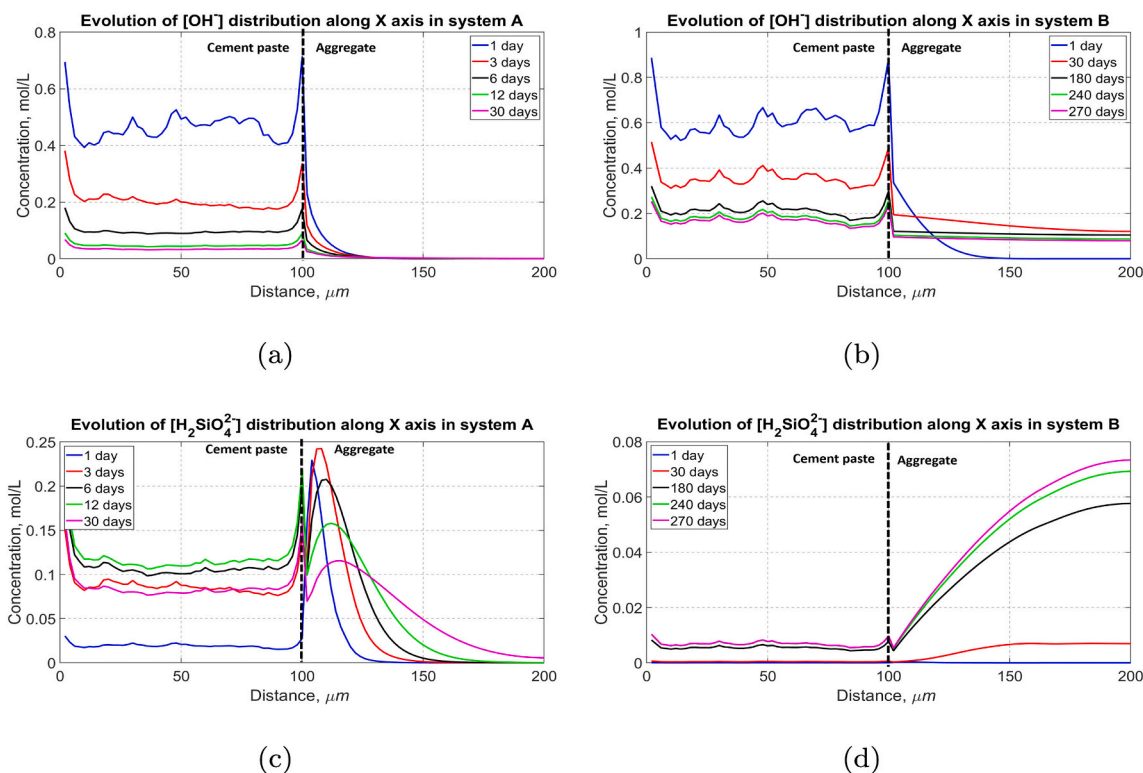 Evolution of [OH⁻] distribution along X axis in system A
Cement paste
Aggregate
1 day
3 days
6 days
12 days
30 days
Concentration, mol/L
0.8
0.6
0.4
0.2
0
0 50 100 150 200
Distance, μm
(a)
Evolution of [OH⁻] distribution along X axis in system B
Cement paste
Aggregate
1 day
30 days
180 days
240 days
270 days
Concentration, mol/L
1
0.8
0.6
0.4
0.2
0
0 50 100 150 200
Distance, μm
(b)
Evolution of [H₂SiO₄²⁻] distribution along X axis in system A
Cement paste
Aggregate
1 day
3 days
6 days
12 days
30 days
Concentration, mol/L
0.25
0.2
0.15
0.1
0.05
0
0 50 100 150 200
Distance, μm
(c)
Evolution of [H₂SiO₄²⁻] distribution along X axis in system B
Cement paste
Aggregate
1 day
30 days
180 days
240 days
270 days
Concentration, mol/L
0.08
0.06
0.04
0.02
0
0 50 100 150 200
Distance, μm
(d)